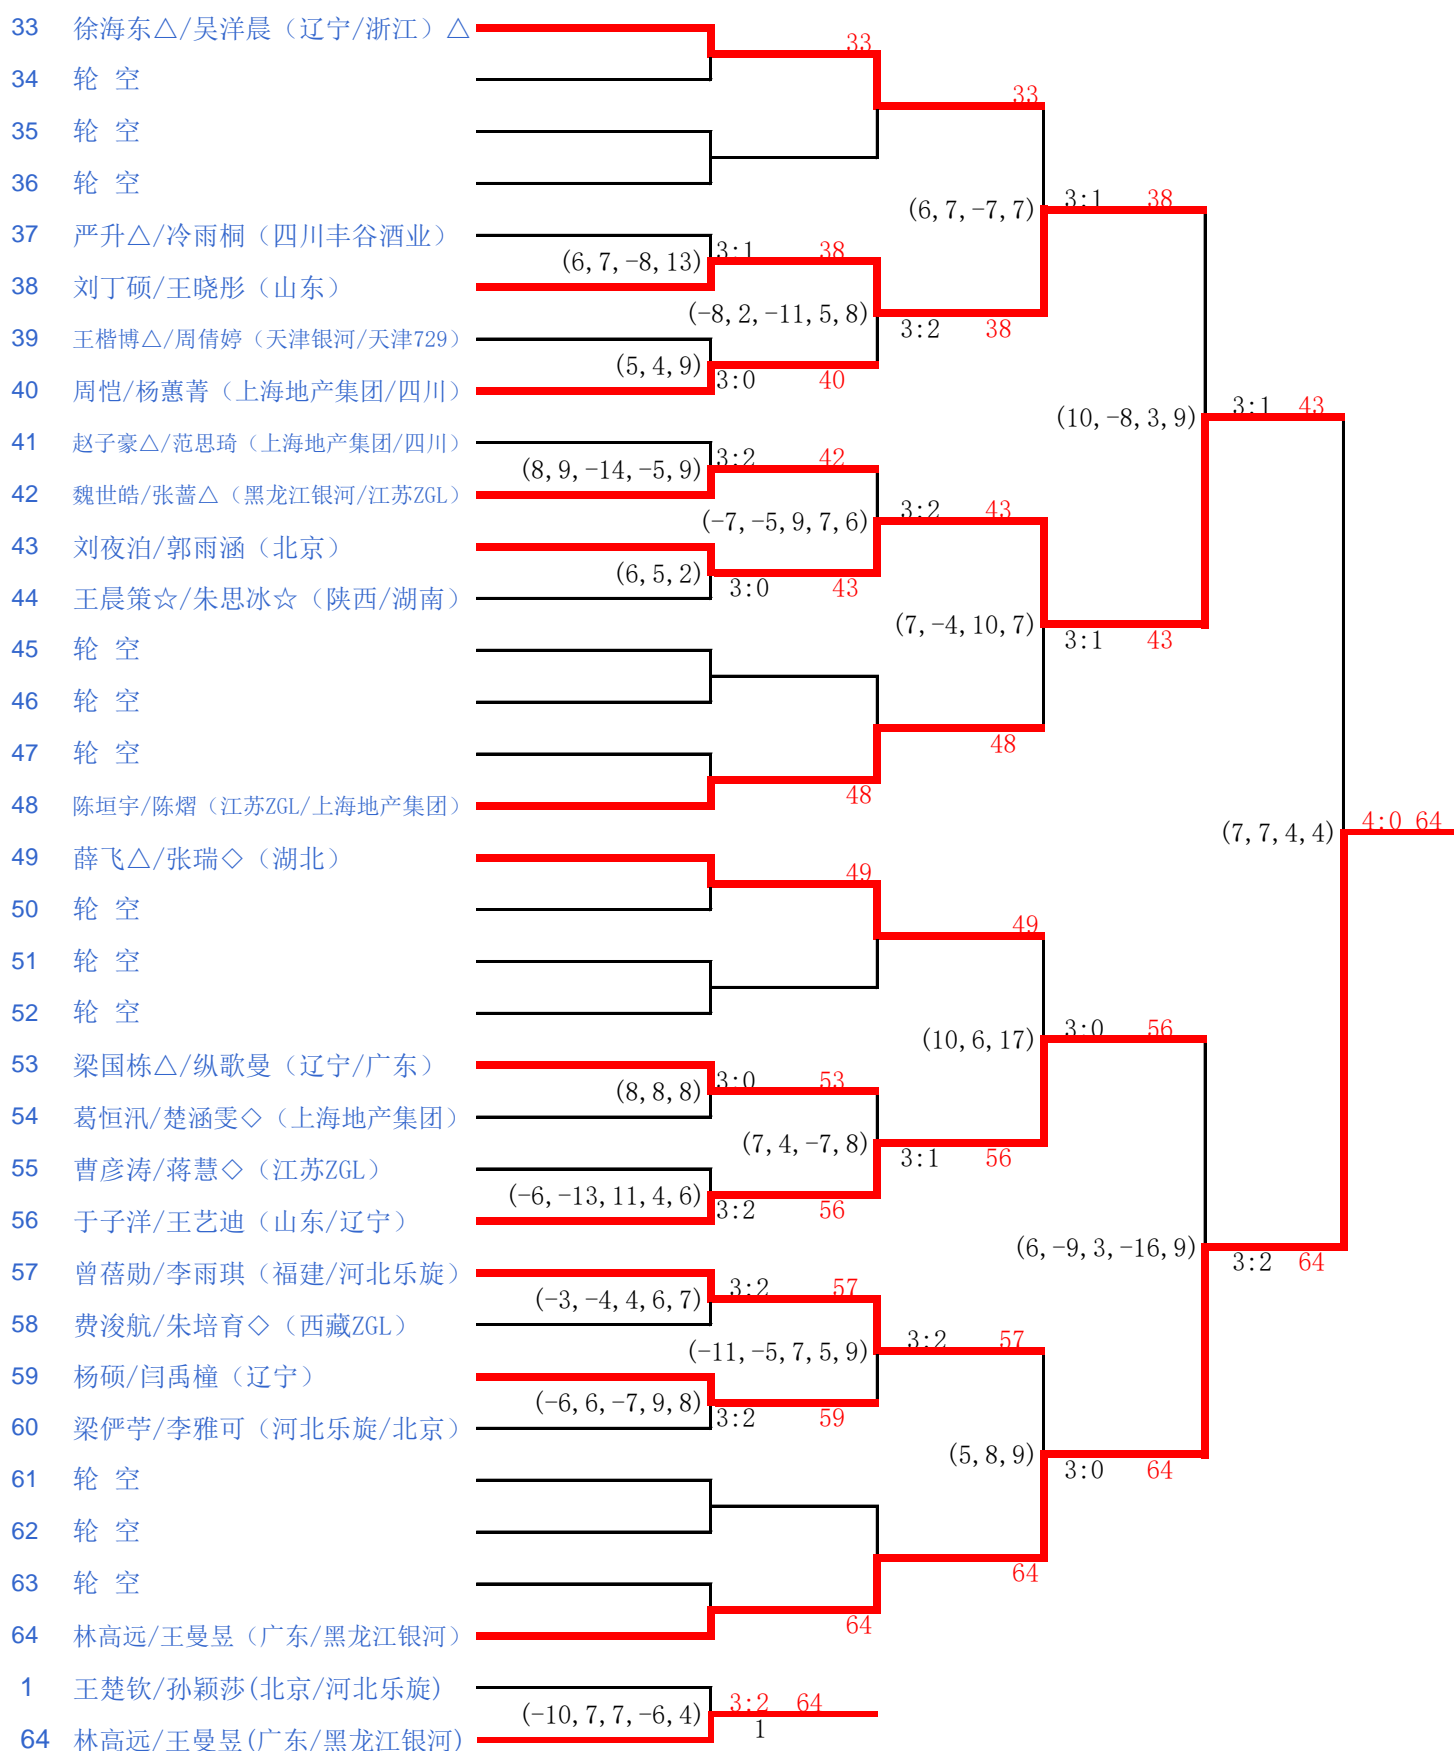 33 徐海东△/吴洋晨（辽宁/浙江）△
33
34 轮 空
33
35 轮 空
36 轮 空
(6,7,-7,7) 3:1 38
37 严升△/冷雨桐（四川丰谷酒业）
(6,7,-8,13) 3:1 38
38 刘丁硕/王晓彤（山东）
(-8,2,-11,5,8) 3:2 38
39 王楷博△/周倩婷（天津银河/天津729）
(5,4,9) 3:0 40
40 周恺/杨蕙菁（上海地产集团/四川）
(10,-8,3,9) 3:1 43
41 赵子豪△/范思琦（上海地产集团/四川）
(8,9,-14,-5,9) 3:2 42
42 魏世皓/张蔷△（黑龙江银河/江苏ZGL）
(-7,-5,9,7,6) 3:2 43
43 刘夜泊/郭雨涵（北京）
(6,5,2) 3:0 43
44 王晨策☆/朱思冰☆（陕西/湖南）
(7,-4,10,7) 3:1 43
45 轮 空
46 轮 空
47 轮 空
48
48 陈垣宇/陈熠（江苏ZGL/上海地产集团）
48
(7,7,4,4) 4:0 64
49 薛飞△/张瑞◇（湖北）
49
50 轮 空
49
51 轮 空
52 轮 空
(10,6,17) 3:0 56
53 梁国栋△/纵歌曼（辽宁/广东）
(8,8,8) 3:0 53
54 葛恒汛/楚涵雯◇（上海地产集团）
(7,4,-7,8) 3:1 56
55 曹彦涛/蒋慧◇（江苏ZGL）
(-6,-13,11,4,6) 3:2 56
56 于子洋/王艺迪（山东/辽宁）
(6,-9,3,-16,9) 3:2 64
57 曾蓓勋/李雨琪（福建/河北乐旋）
(-3,-4,4,6,7) 3:2 57
58 费浚航/朱培育◇（西藏ZGL）
(-11,-5,7,5,9) 3:2 57
59 杨硕/闫禹橦（辽宁）
(-6,6,-7,9,8) 3:2 59
60 梁俨苧/李雅可（河北乐旋/北京）
(5,8,9) 3:0 64
61 轮 空
62 轮 空
63 轮 空
64
64 林高远/王曼昱（广东/黑龙江银河）
64
1 王楚钦/孙颖莎(北京/河北乐旋)
(-10,7,7,-6,4) 3:2 64
1
64 林高远/王曼昱(广东/黑龙江银河)